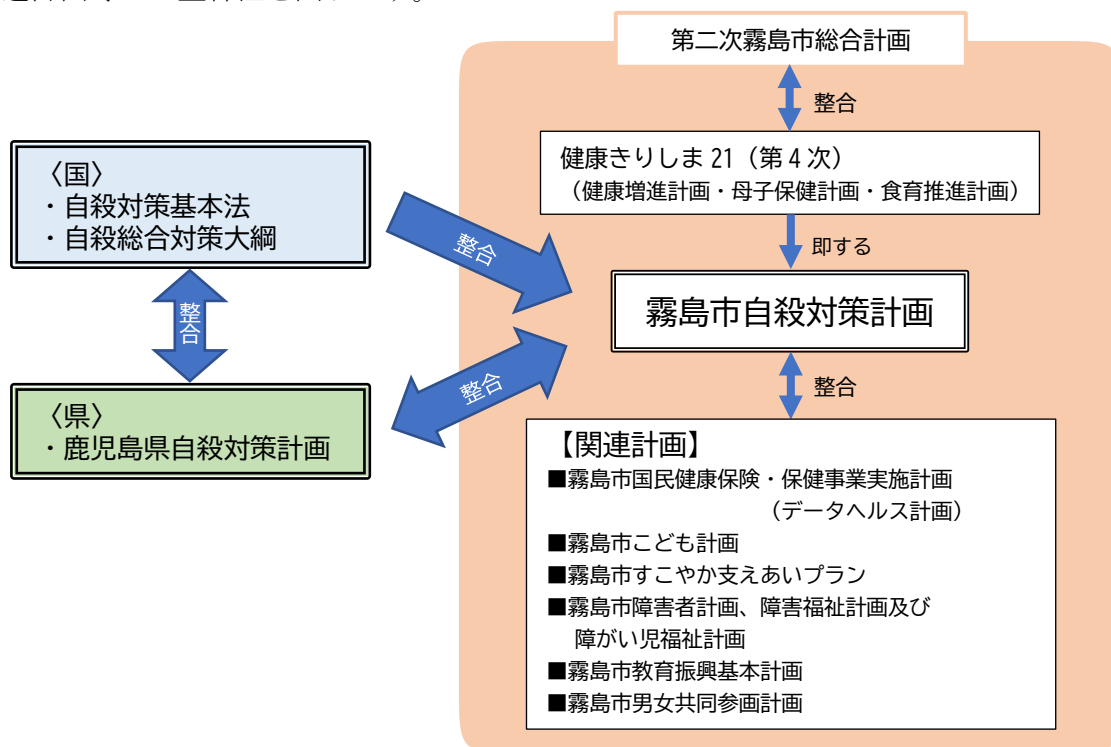 第二次霧島市総合計画
整合
健康きりしま 21（第４次）
（健康増進計画・母子保健計画・食育推進計画）
即する
〈国〉
・自殺対策基本法
・自殺総合対策大綱
整合
整合
霧島市自殺対策計画
整合
〈県〉
・鹿児島県自殺対策計画
整合
【関連計画】
■霧島市国民健康保険・保健事業実施計画
（データヘルス計画）
■霧島市こども計画
■霧島市すこやか支えあいプラン
■霧島市障害者計画、障害福祉計画及び
障がい児福祉計画
■霧島市教育振興基本計画
■霧島市男女共同参画計画